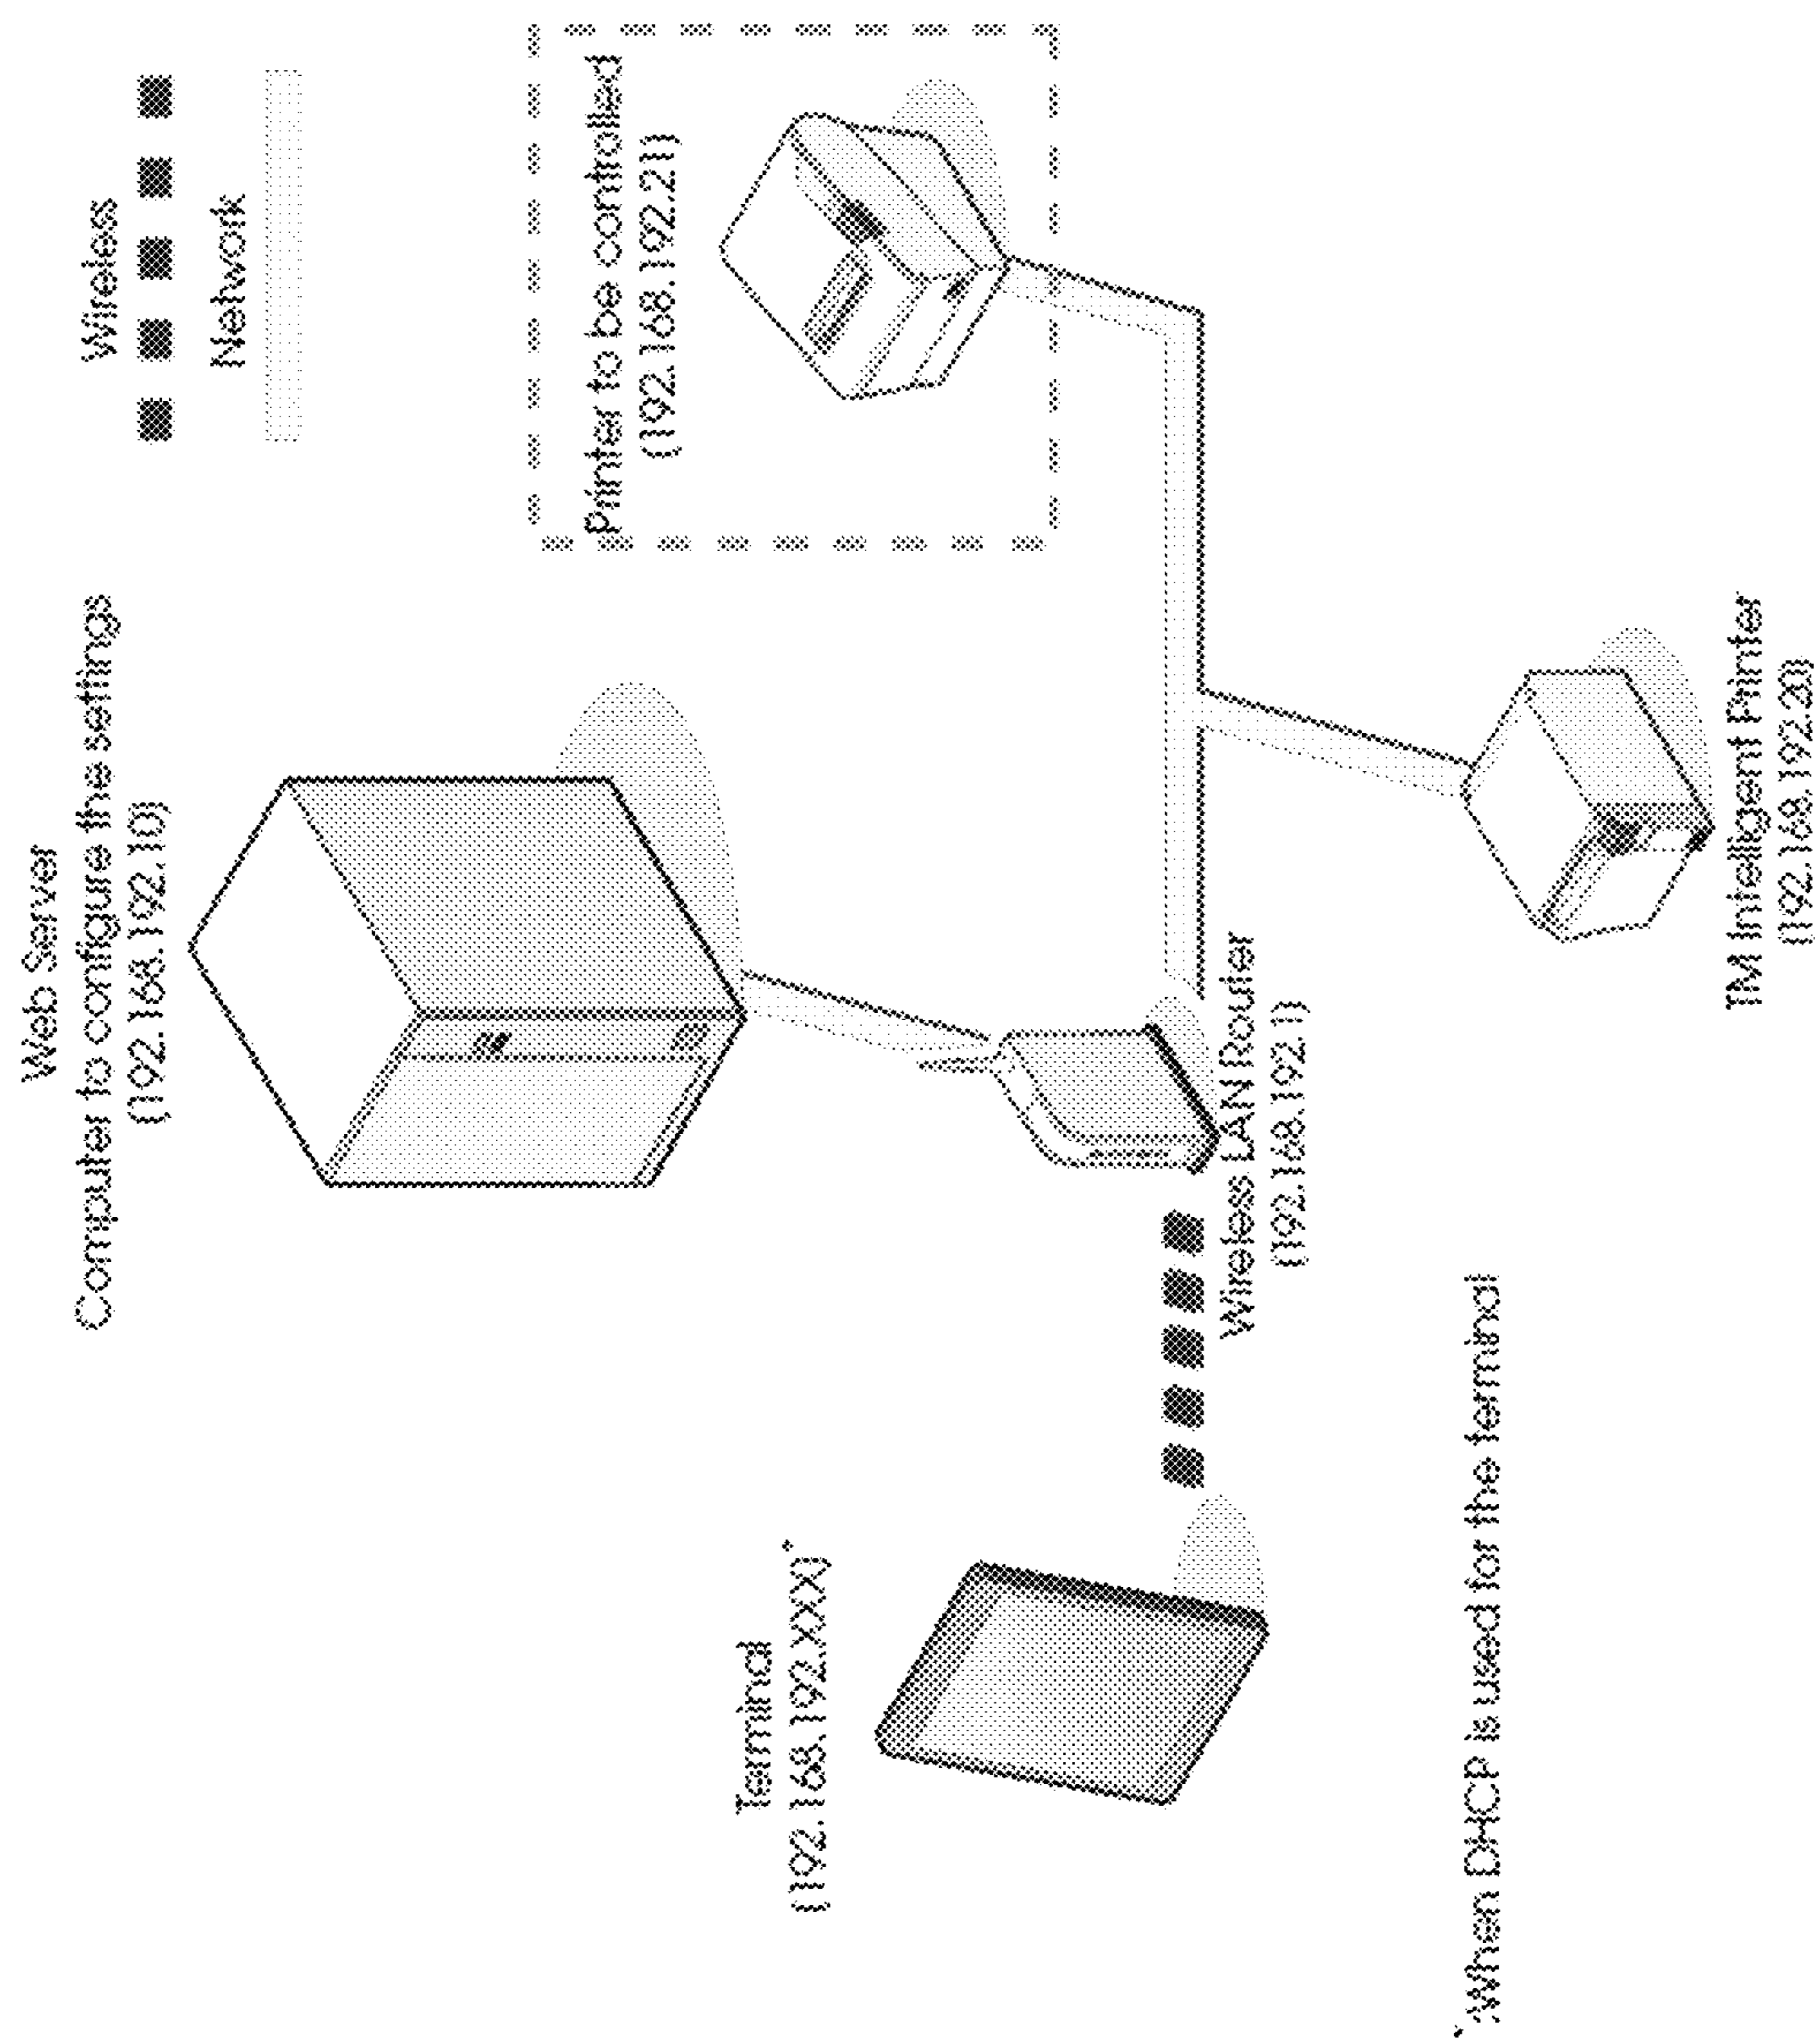 Web Server
Computer to configure the settings
(192.168.192.10)
Wireless
Network
Printer to be controlled
(192.168.192.21)
Terminal
(192.168.192.XXX)*
Wireless LAN Router
(192.168.192.1)
TM Intelligent Printer
(192.168.192.20)
*When DHCP is used for the terminal